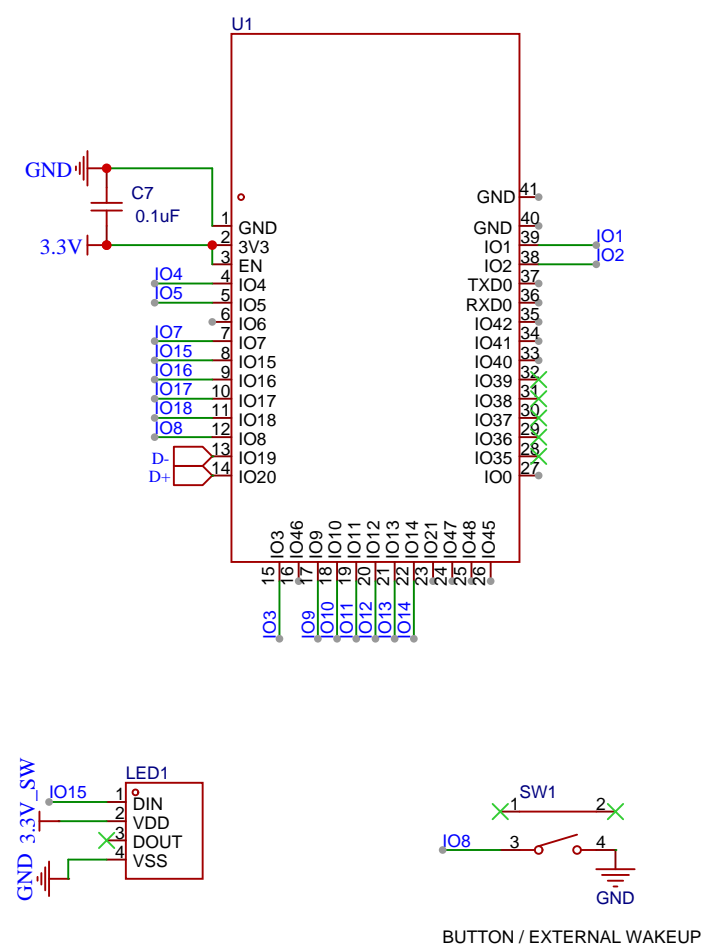 U1
GND
C7
0.1uF
3.3V
1 GND
2 3V3
3 EN
IO4 4 IO4
IO5 5 IO5
6 IO6
IO7 7 IO7
IO15 8 IO15
IO16 9 IO16
IO17 10 IO17
IO18 11 IO18
IO8 12 IO8
D- 13 IO19
D+ 14 IO20
GND 41
GND 40
IO1 39 IO1
IO2 38 IO2
TXD0 37
RXD0 36
IO42 35
IO41 34
IO40 33
IO39 32
IO38 31
IO37 30
IO36 29
IO35 28
IO0 27
IO3 15 IO3
IO46 16
IO9 17 IO9
IO10 18 IO10
IO11 19 IO11
IO12 20 IO12
IO13 21 IO13
IO14 22 IO14
IO21 23
IO47 24
IO48 25
IO45 26
LED1
IO15 1 DIN
3.3V_SW 2 VDD
3 DOUT
GND 4 VSS
SW1
1 2
IO8 3 4
GND
BUTTON / EXTERNAL WAKEUP